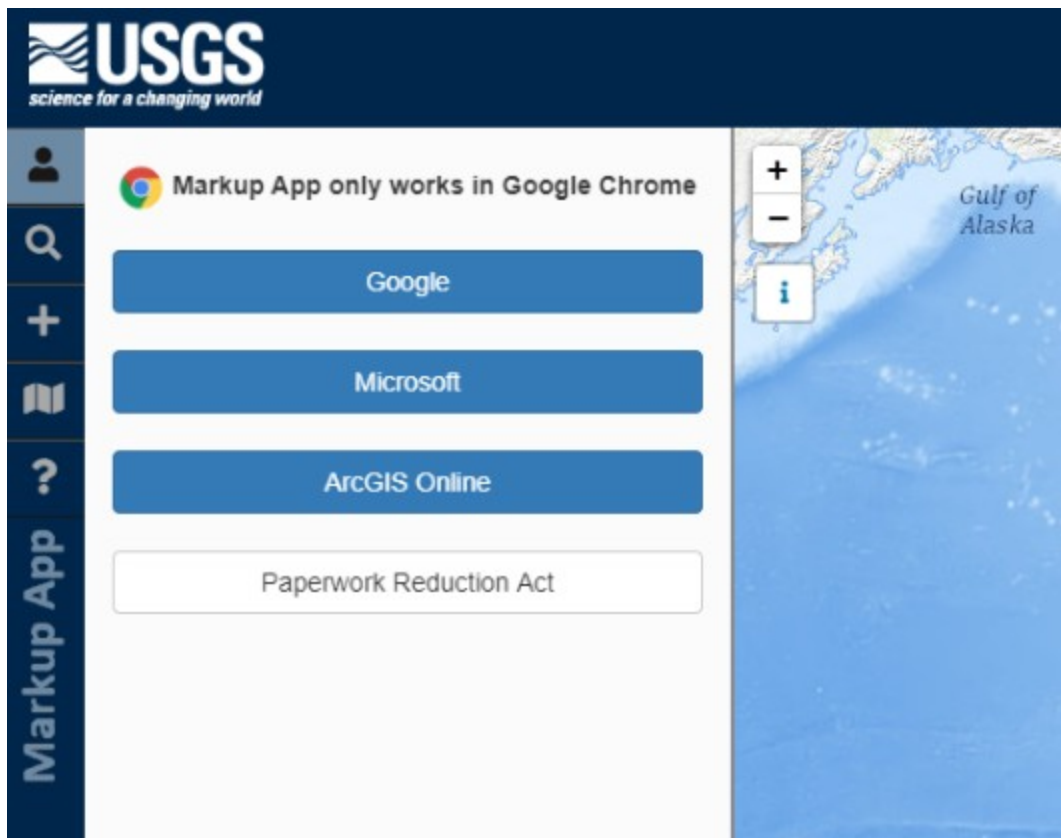 USGS
science for a changing world
Markup App only works in Google Chrome
Google
Microsoft
ArcGIS Online
Paperwork Reduction Act
?
Markup App
+
−
i
Gulf of
Alaska